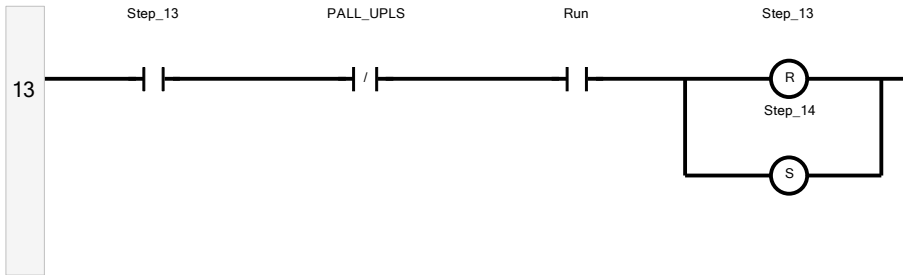 Step_13 PALL_UPLS Run Step_13
13
/
R
Step_14
S